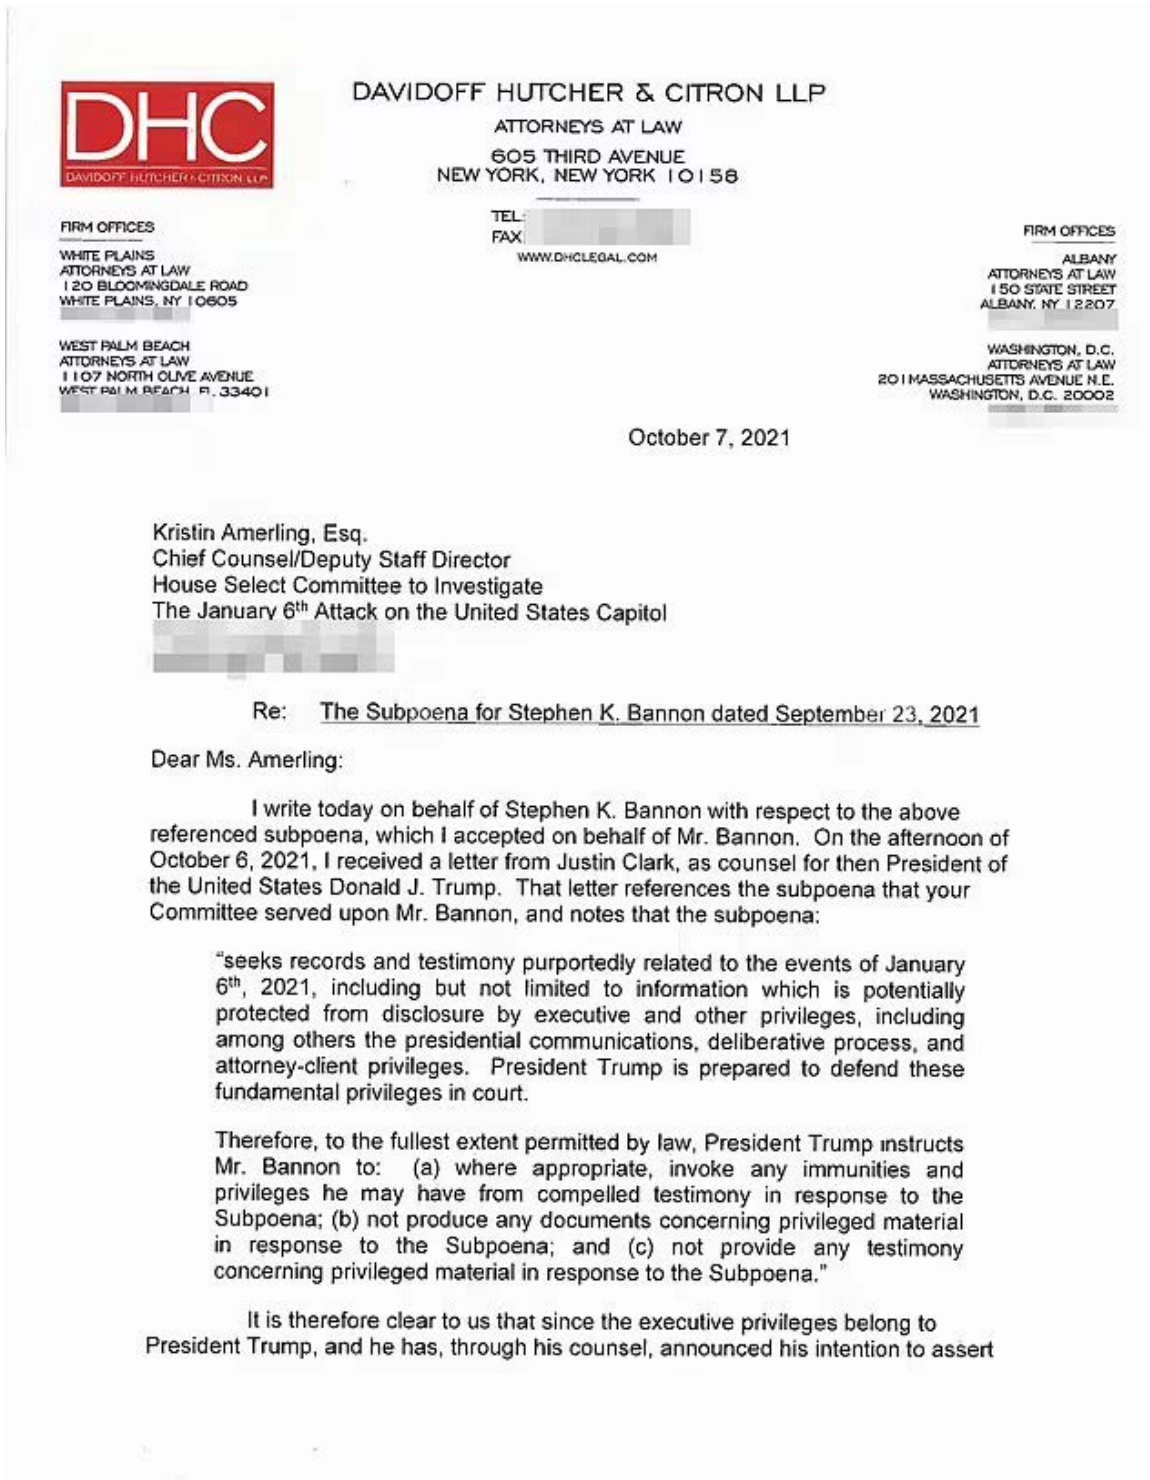 DHC
DAVIDOFF HUTCHER & CITRON LLP
DAVIDOFF HUTCHER & CITRON LLP
ATTORNEYS AT LAW
605 THIRD AVENUE
NEW YORK, NEW YORK 10158
TEL:
FAX
WWW.DHCLEGAL.COM
FIRM OFFICES
WHITE PLAINS
ATTORNEYS AT LAW
120 BLOOMINGDALE ROAD
WHITE PLAINS, NY 10605
WEST PALM BEACH
ATTORNEYS AT LAW
1107 NORTH OLIVE AVENUE
WEST PALM BEACH, FL 33401
FIRM OFFICES
ALBANY
ATTORNEYS AT LAW
150 STATE STREET
ALBANY, NY 12207
WASHINGTON, D.C.
ATTORNEYS AT LAW
201 MASSACHUSETTS AVENUE N.E.
WASHINGTON, D.C. 20002
October 7, 2021
Kristin Amerling, Esq.
Chief Counsel/Deputy Staff Director
House Select Committee to Investigate
The January 6th Attack on the United States Capitol
Re: The Subpoena for Stephen K. Bannon dated September 23, 2021
Dear Ms. Amerling:
I write today on behalf of Stephen K. Bannon with respect to the above
referenced subpoena, which I accepted on behalf of Mr. Bannon. On the afternoon of
October 6, 2021, I received a letter from Justin Clark, as counsel for then President of
the United States Donald J. Trump. That letter references the subpoena that your
Committee served upon Mr. Bannon, and notes that the subpoena:
"seeks records and testimony purportedly related to the events of January
6th, 2021, including but not limited to information which is potentially
protected from disclosure by executive and other privileges, including
among others the presidential communications, deliberative process, and
attorney-client privileges. President Trump is prepared to defend these
fundamental privileges in court.
Therefore, to the fullest extent permitted by law, President Trump instructs
Mr. Bannon to: (a) where appropriate, invoke any immunities and
privileges he may have from compelled testimony in response to the
Subpoena; (b) not produce any documents concerning privileged material
in response to the Subpoena; and (c) not provide any testimony
concerning privileged material in response to the Subpoena."
It is therefore clear to us that since the executive privileges belong to
President Trump, and he has, through his counsel, announced his intention to assert